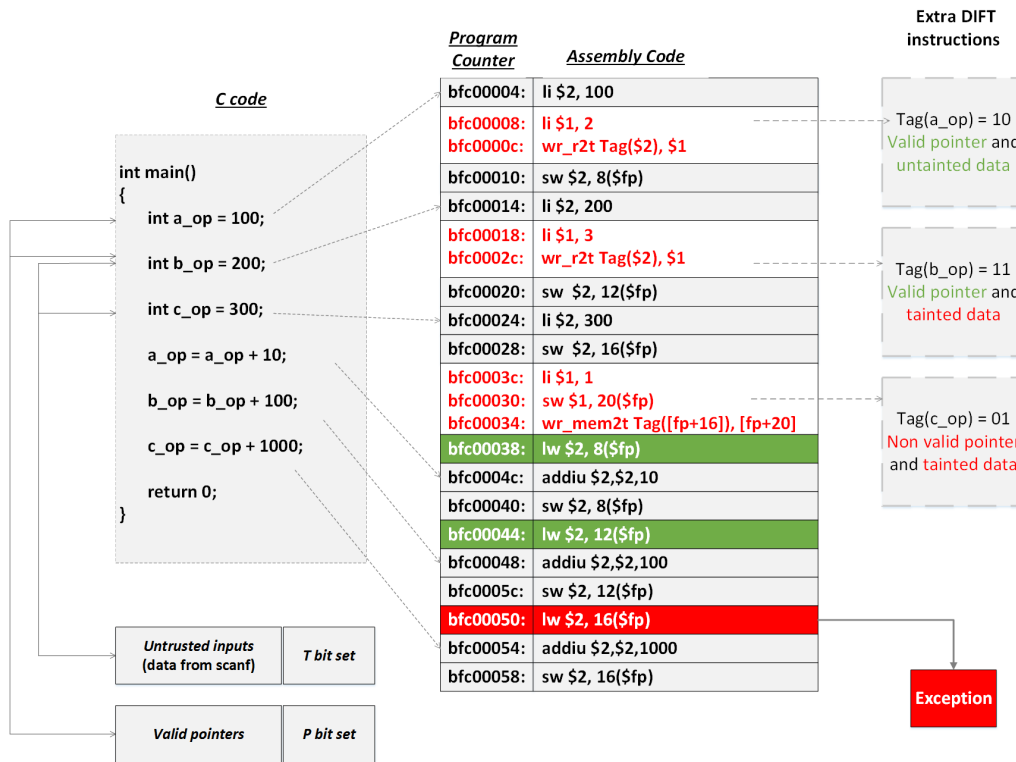 Extra DIFT
instructions
Program
Counter
Assembly Code
C code
int main()
{
int a_op = 100;
int b_op = 200;
int c_op = 300;
a_op = a_op + 10;
b_op = b_op + 100;
c_op = c_op + 1000;
return 0;
}
bfc00004: li $2, 100
bfc00008: li $1, 2
bfc0000c: wr_r2t Tag($2), $1
bfc00010: sw $2, 8($fp)
bfc00014: li $2, 200
bfc00018: li $1, 3
bfc0002c: wr_r2t Tag($2), $1
bfc00020: sw $2, 12($fp)
bfc00024: li $2, 300
bfc00028: sw $2, 16($fp)
bfc0003c: li $1, 1
bfc00030: sw $1, 20($fp)
bfc00034: wr_mem2t Tag([fp+16]), [fp+20]
bfc00038: lw $2, 8($fp)
bfc0004c: addiu $2,$2,10
bfc00040: sw $2, 8($fp)
bfc00044: lw $2, 12($fp)
bfc00048: addiu $2,$2,100
bfc0005c: sw $2, 12($fp)
bfc00050: lw $2, 16($fp)
bfc00054: addiu $2,$2,1000
bfc00058: sw $2, 16($fp)
Tag(a_op) = 10
Valid pointer and
untainted data
Tag(b_op) = 11
Valid pointer and
tainted data
Tag(c_op) = 01
Non valid pointer
and tainted data
Exception
Untrusted inputs
(data from scanf)
T bit set
Valid pointers
P bit set